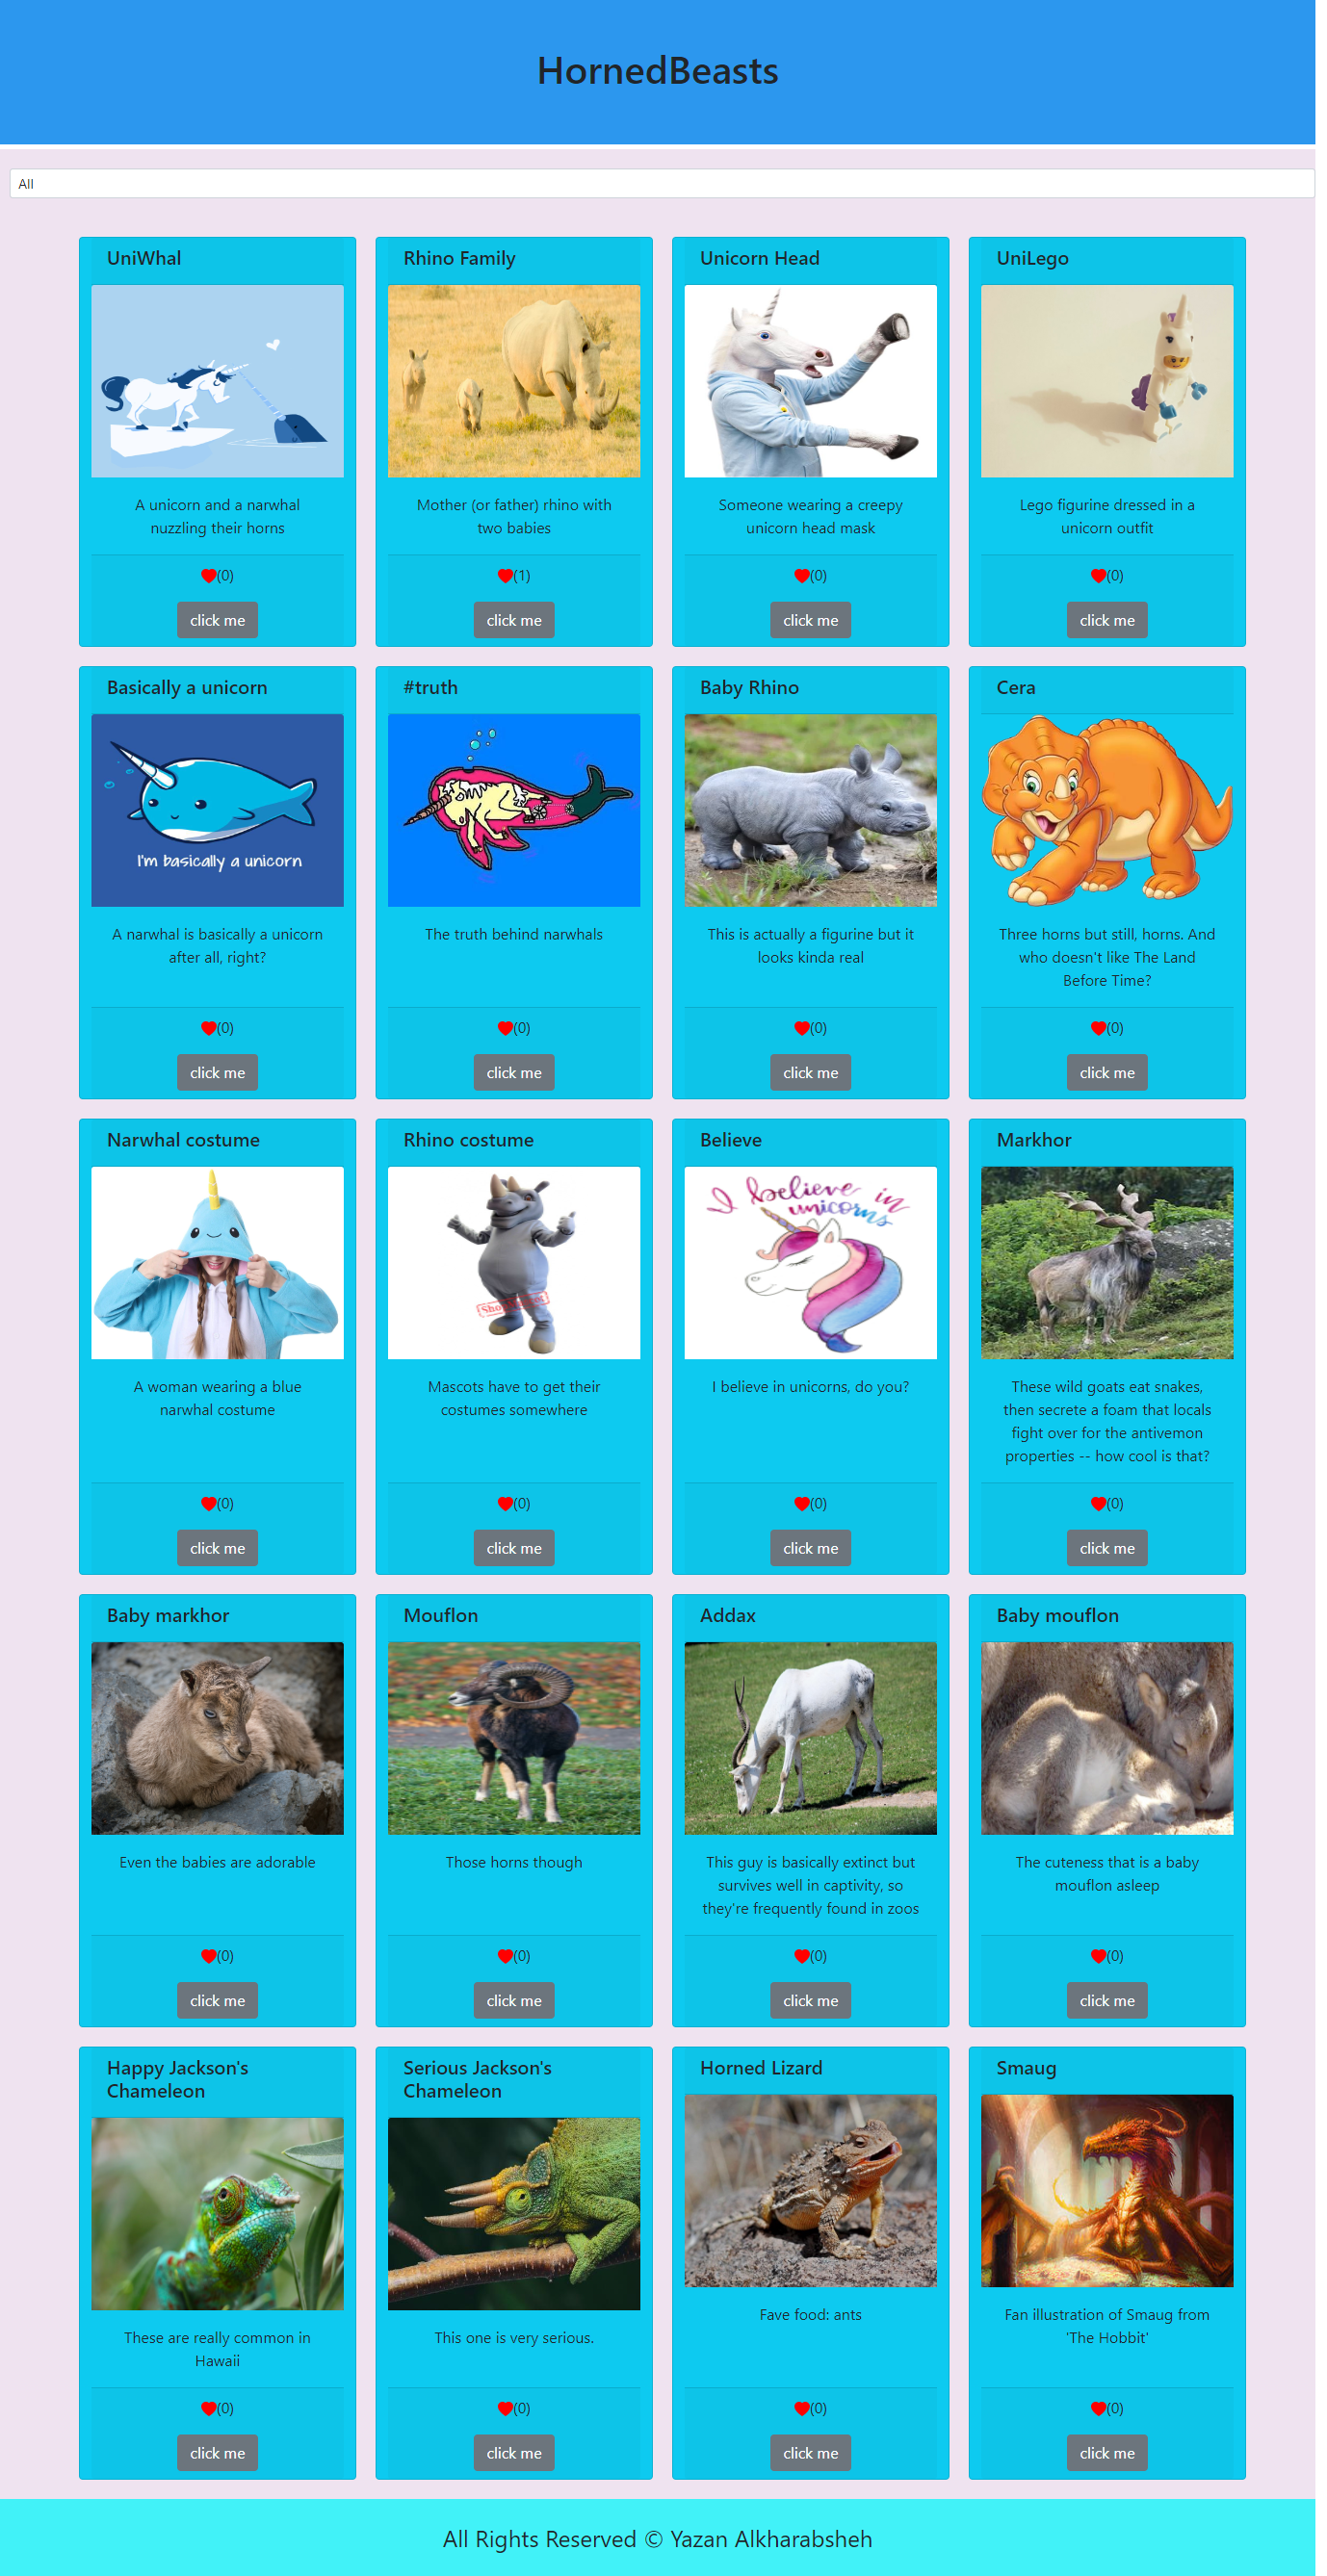 HornedBeasts
All
UniWhal
Rhino Family
Unicorn Head
UniLego
A unicorn and a narwhal
nuzzling their horns
Mother (or father) rhino with
two babies
Someone wearing a creepy
unicorn head mask
Lego figurine dressed in a
unicorn outfit
(0)
(1)
(0)
(0)
click me
click me
click me
click me
Basically a unicorn
#truth
Baby Rhino
Cera
I'm basically a unicorn
A narwhal is basically a unicorn
after all, right?
The truth behind narwhals
This is actually a figurine but it
looks kinda real
Three horns but still, horns. And
who doesn't like The Land
Before Time?
(0)
(0)
(0)
(0)
click me
click me
click me
click me
Narwhal costume
Rhino costume
Believe
Markhor
I believe in
unicorns
A woman wearing a blue
narwhal costume
Mascots have to get their
costumes somewhere
I believe in unicorns, do you?
These wild goats eat snakes,
then secrete a foam that locals
fight over for the antivemon
properties -- how cool is that?
(0)
(0)
(0)
(0)
click me
click me
click me
click me
Baby markhor
Mouflon
Addax
Baby mouflon
Even the babies are adorable
Those horns though
This guy is basically extinct but
survives well in captivity, so
they're frequently found in zoos
The cuteness that is a baby
mouflon asleep
(0)
(0)
(0)
(0)
click me
click me
click me
click me
Happy Jackson's
Chameleon
Serious Jackson's
Chameleon
Horned Lizard
Smaug
These are really common in
Hawaii
This one is very serious.
Fave food: ants
Fan illustration of Smaug from
'The Hobbit'
(0)
(0)
(0)
(0)
click me
click me
click me
click me
All Rights Reserved © Yazan Alkharabsheh